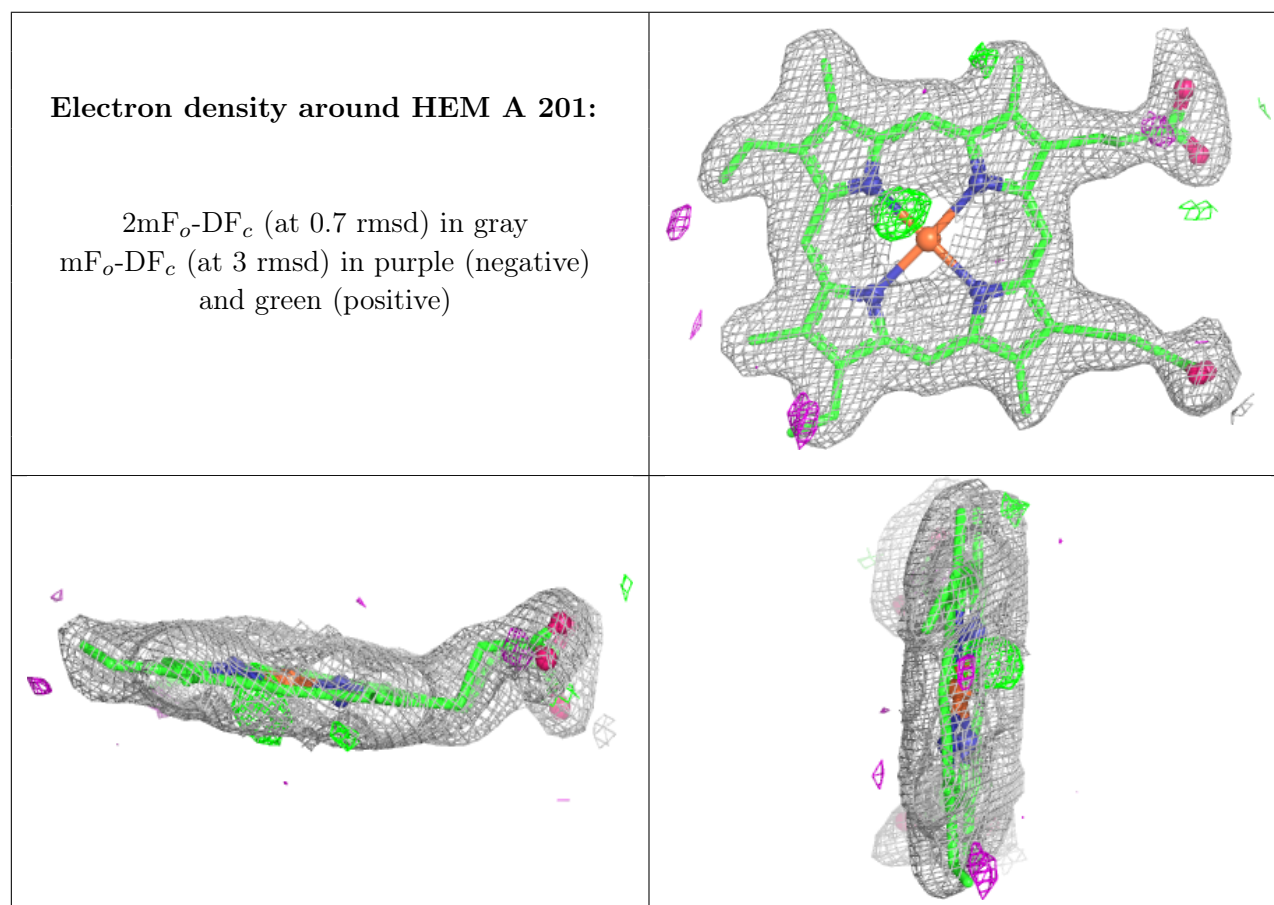 Electron density around HEM A 201:
2mFₒ-DF𝒸 (at 0.7 rmsd) in gray
mFₒ-DF𝒸 (at 3 rmsd) in purple (negative)
and green (positive)